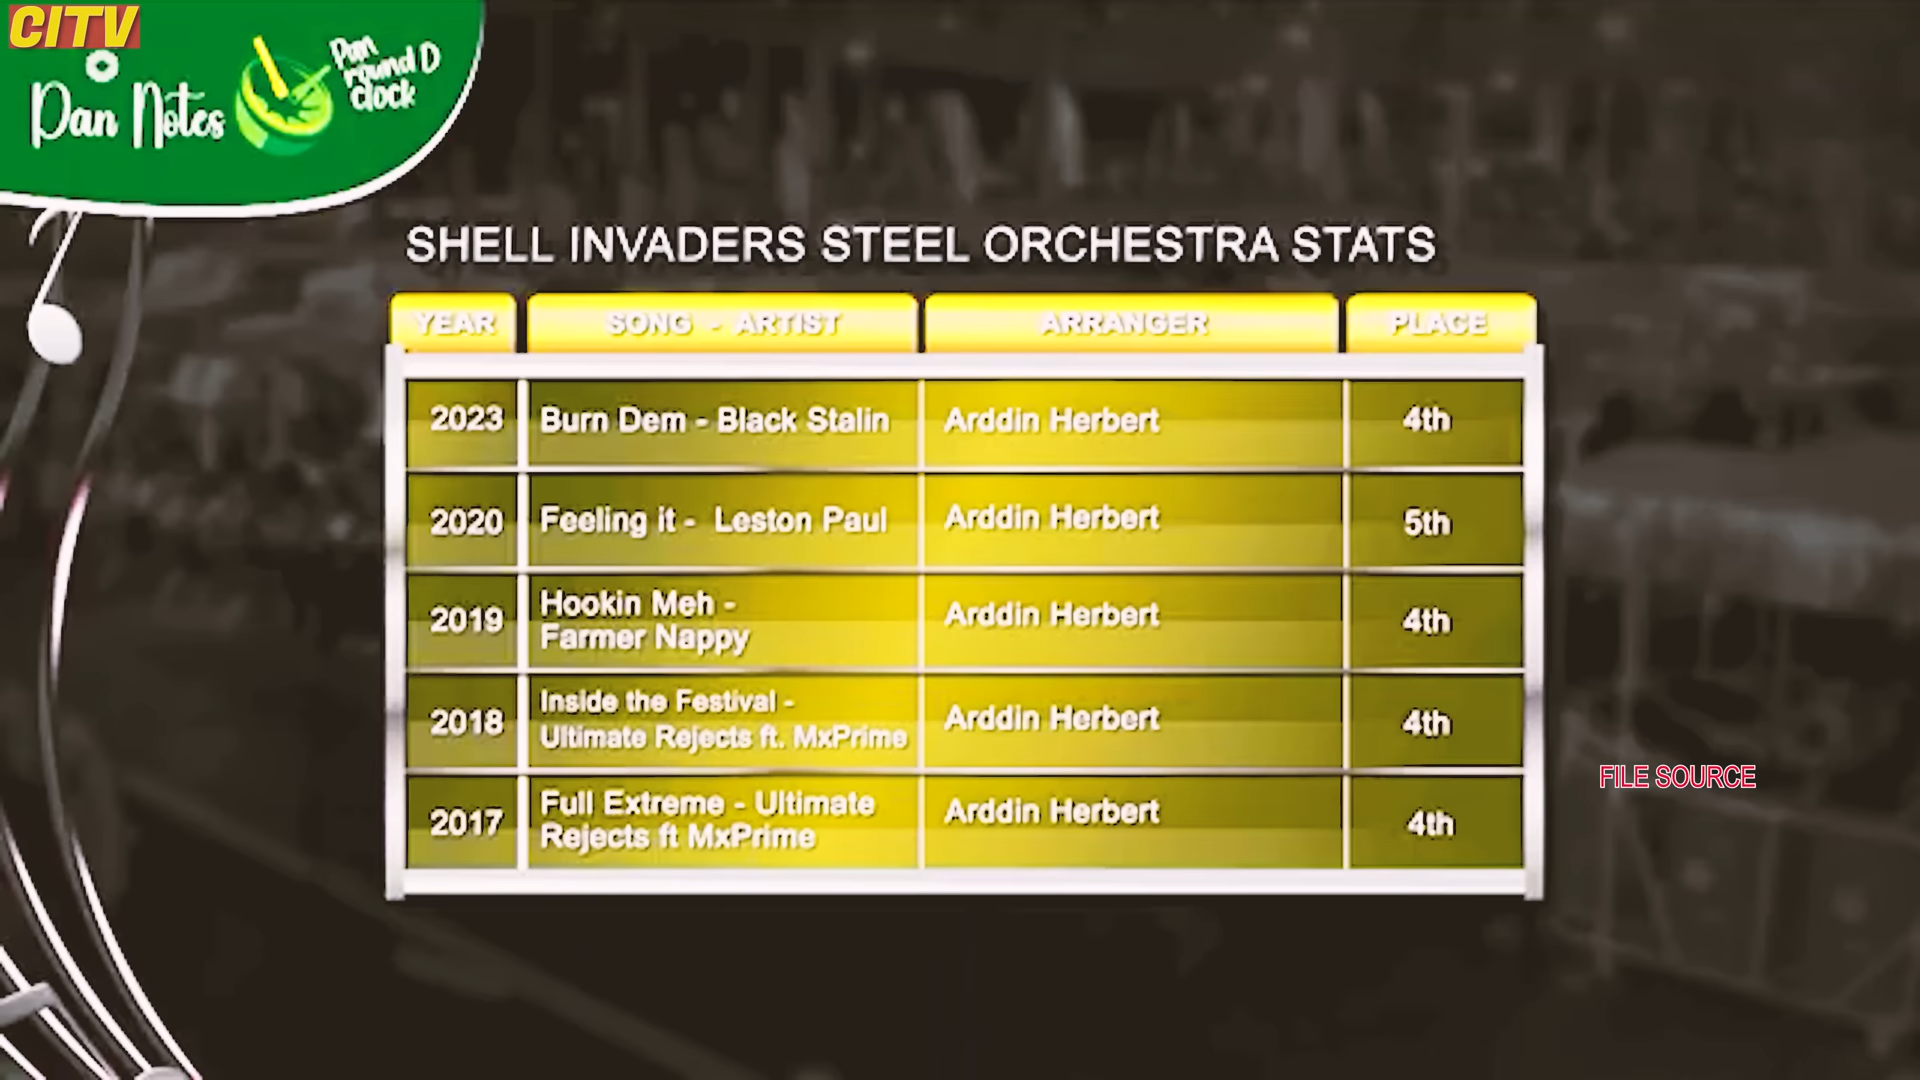 CITV
Pan Notes
Pan
'round D
clock
SHELL INVADERS STEEL ORCHESTRA STATS
YEAR SONG - ARTIST ARRANGER PLACE
2023 Burn Dem - Black Stalin Arddin Herbert 4th
2020 Feeling it - Leston Paul Arddin Herbert 5th
2019 Hookin Meh - Arddin Herbert 4th
Farmer Nappy
2018 Inside the Festival - Arddin Herbert 4th
Ultimate Rejects ft. MxPrime
2017 Full Extreme - Ultimate Arddin Herbert 4th
Rejects ft MxPrime
FILE SOURCE